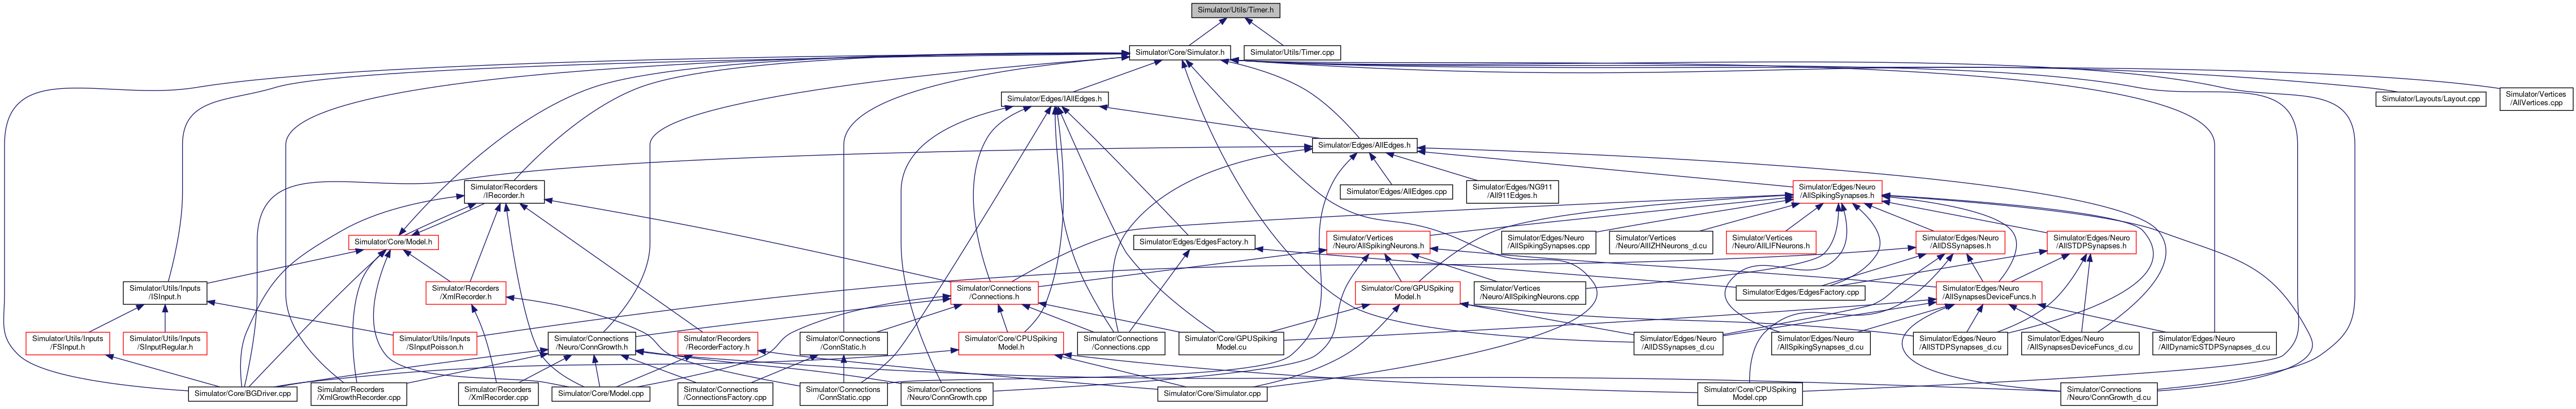 Simulator/Utils/Timer.h
Simulator/Core/Simulator.h
Simulator/Utils/Timer.cpp
Simulator/Edges/IAllEdges.h
Simulator/Layouts/Layout.cpp
Simulator/Vertices
/AllVertices.cpp
Simulator/Edges/AllEdges.h
Simulator/Recorders
/IRecorder.h
Simulator/Edges/AllEdges.cpp
Simulator/Edges/NG911
/All911Edges.h
Simulator/Edges/Neuro
/AllSpikingSynapses.h
Simulator/Core/Model.h
Simulator/Edges/EdgesFactory.h
Simulator/Vertices
/Neuro/AllSpikingNeurons.h
Simulator/Edges/Neuro
/AllSpikingSynapses.cpp
Simulator/Vertices
/Neuro/AllIZHNeurons_d.cu
Simulator/Vertices
/Neuro/AllLIFNeurons.h
Simulator/Edges/Neuro
/AllDSSynapses.h
Simulator/Edges/Neuro
/AllSTDPSynapses.h
Simulator/Utils/Inputs
/ISInput.h
Simulator/Recorders
/XmlRecorder.h
Simulator/Connections
/Connections.h
Simulator/Core/GPUSpiking
Model.h
Simulator/Vertices
/Neuro/AllSpikingNeurons.cpp
Simulator/Edges/EdgesFactory.cpp
Simulator/Edges/Neuro
/AllSynapsesDeviceFuncs.h
Simulator/Utils/Inputs
/FSInput.h
Simulator/Utils/Inputs
/SInputRegular.h
Simulator/Utils/Inputs
/SInputPoisson.h
Simulator/Connections
/Neuro/ConnGrowth.h
Simulator/Recorders
/RecorderFactory.h
Simulator/Connections
/ConnStatic.h
Simulator/Core/CPUSpiking
Model.h
Simulator/Connections
/Connections.cpp
Simulator/Core/GPUSpiking
Model.cu
Simulator/Edges/Neuro
/AllDSSynapses_d.cu
Simulator/Edges/Neuro
/AllSpikingSynapses_d.cu
Simulator/Edges/Neuro
/AllSTDPSynapses_d.cu
Simulator/Edges/Neuro
/AllSynapsesDeviceFuncs_d.cu
Simulator/Edges/Neuro
/AllDynamicSTDPSynapses_d.cu
Simulator/Core/BGDriver.cpp
Simulator/Recorders
/XmlGrowthRecorder.cpp
Simulator/Recorders
/XmlRecorder.cpp
Simulator/Core/Model.cpp
Simulator/Connections
/ConnectionsFactory.cpp
Simulator/Connections
/ConnStatic.cpp
Simulator/Connections
/Neuro/ConnGrowth.cpp
Simulator/Core/Simulator.cpp
Simulator/Core/CPUSpiking
Model.cpp
Simulator/Connections
/Neuro/ConnGrowth_d.cu